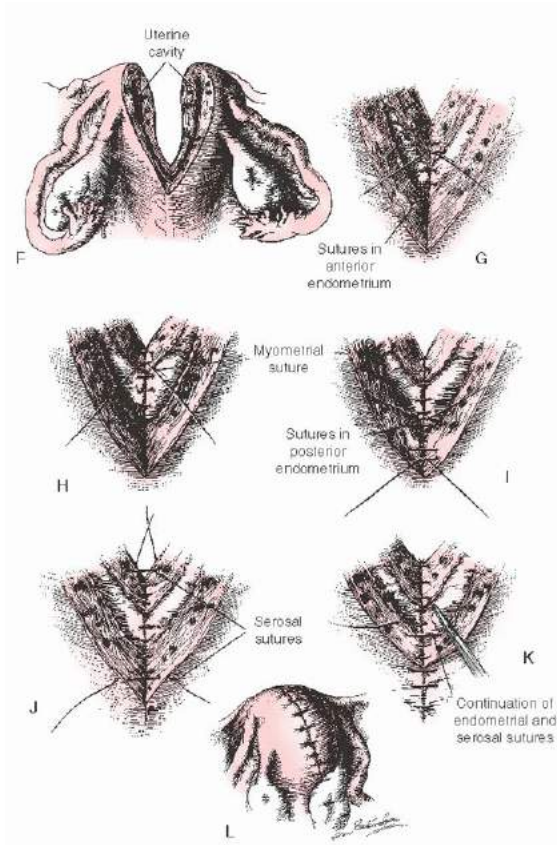 Uterine
cavity
F
Sutures in
anterior
endometrium
G
Myometrial
suture
H
Sutures in
posterior
endometrium
I
J
Serosal
sutures
K
Continuation of
endometrial and
serosal sutures
L